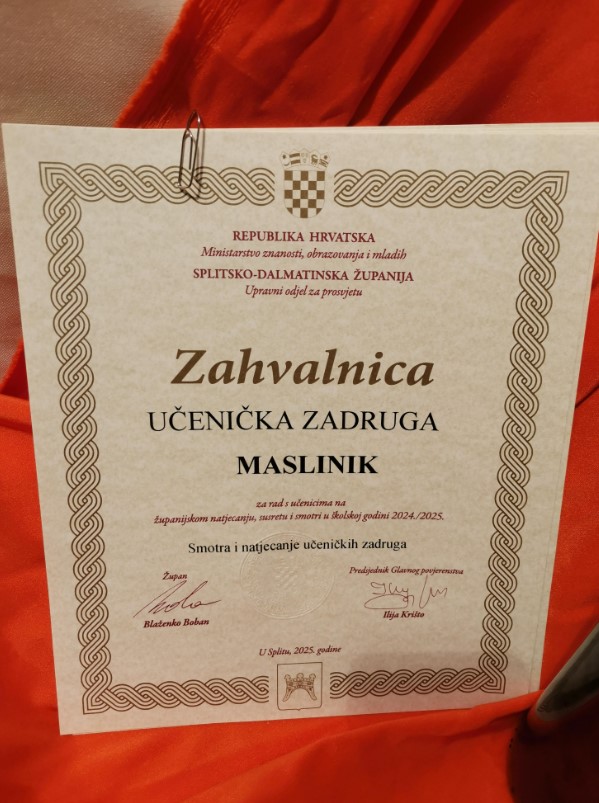 REPUBLIKA HRVATSKA
Ministarstvo znanosti, obrazovanja i mladih
SPLITSKO-DALMATINSKA ŽUPANIJA
Upravni odjel za prosvjetu
Zahvalnica
UČENIČKA ZADRUGA
MASLINIK
za rad s učenicima na
županijskom natjecanju, susretu i smotri u školskoj godini 2024./2025.
Smotra i natjecanje učeničkih zadruga
Župan
Blaženko Boban
Predsjednik Glavnog povjerenstva
Ilija Krišto
U Splitu, 2025. godine